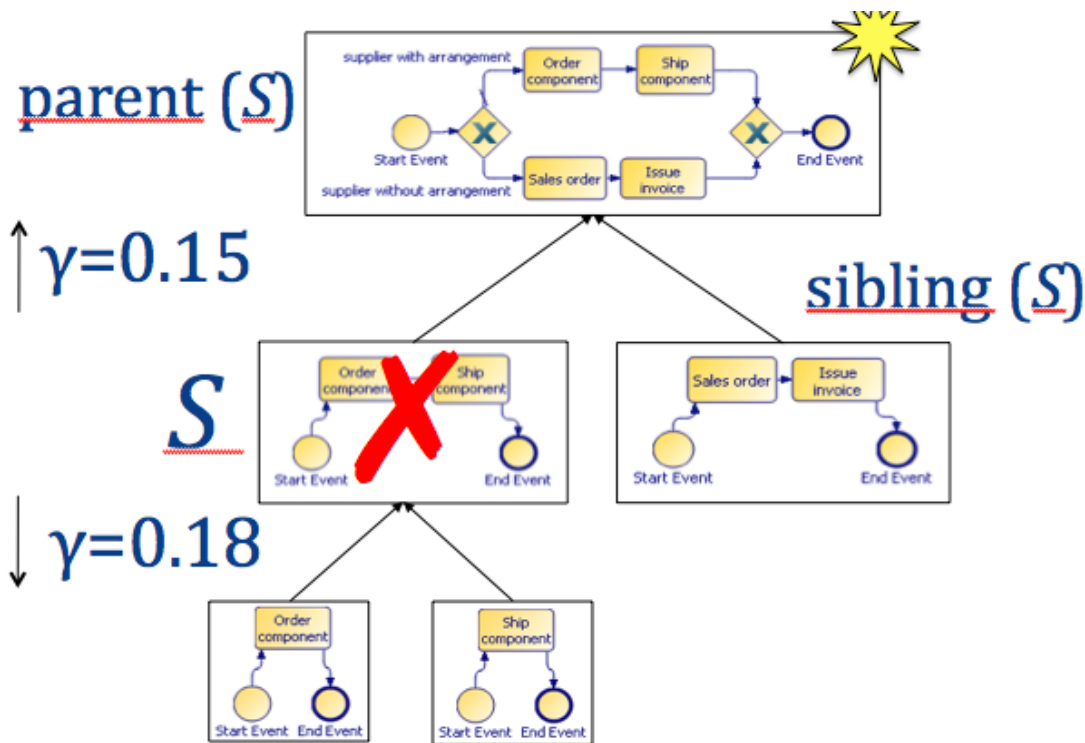 supplier with arrangement
Order
component
Ship
component
parent (S)
X
X
Start Event
End Event
Sales order
Issue
invoice
supplier without arrangement
γ=0.15
sibling (S)
S
Order
component
Ship
component
Start Event
End Event
Sales order
Issue
invoice
Start Event
End Event
γ=0.18
Order
component
Start Event
End Event
Ship
component
Start Event
End Event